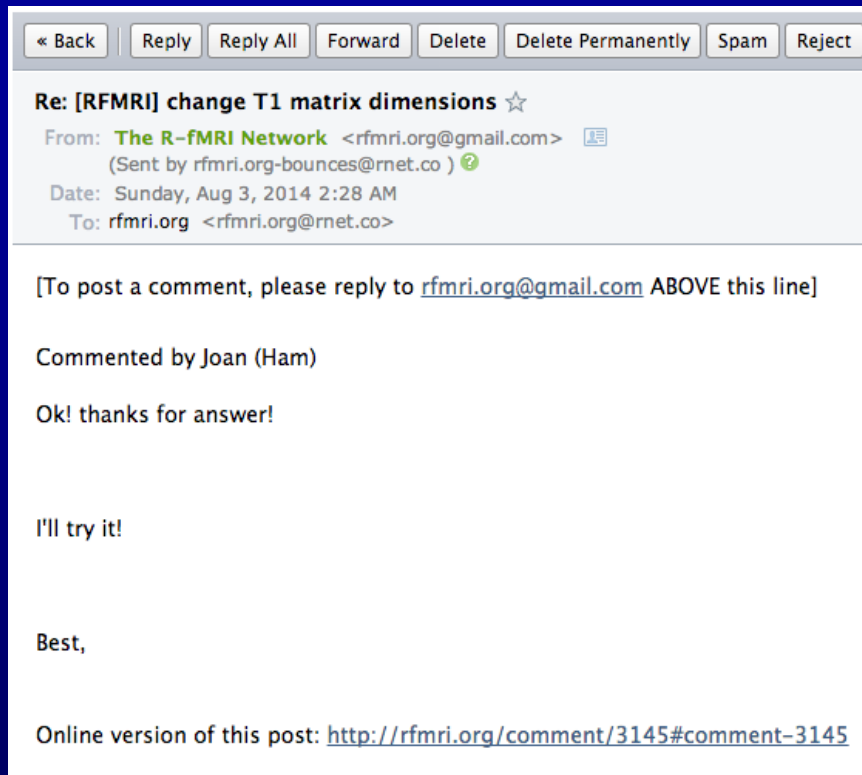 « Back Reply Reply All Forward Delete Delete Permanently Spam Reject
Re: [RFMRI] change T1 matrix dimensions ☆
From: The R-fMRI Network <rfmri.org@gmail.com>
(Sent by rfmri.org-bounces@rnet.co ) ?
Date: Sunday, Aug 3, 2014 2:28 AM
To: rfmri.org <rfmri.org@rnet.co>
[To post a comment, please reply to rfmri.org@gmail.com ABOVE this line]
Commented by Joan (Ham)
Ok! thanks for answer!
I'll try it!
Best,
Online version of this post: http://rfmri.org/comment/3145#comment-3145